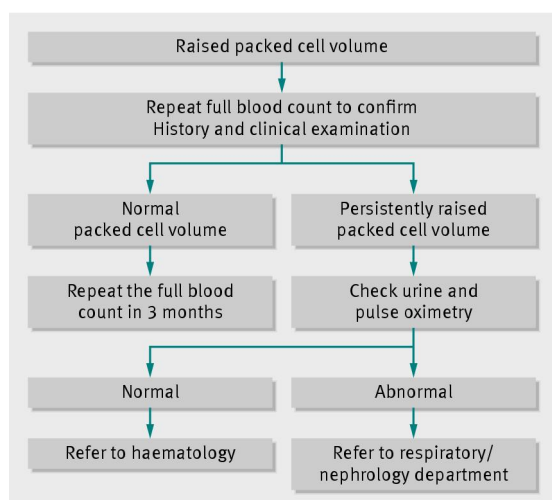 Raised packed cell volume
Repeat full blood count to confirm
History and clinical examination
Normal
packed cell volume
Persistently raised
packed cell volume
Repeat the full blood
count in 3 months
Check urine and
pulse oximetry
Normal
Abnormal
Refer to haematology
Refer to respiratory/
nephrology department